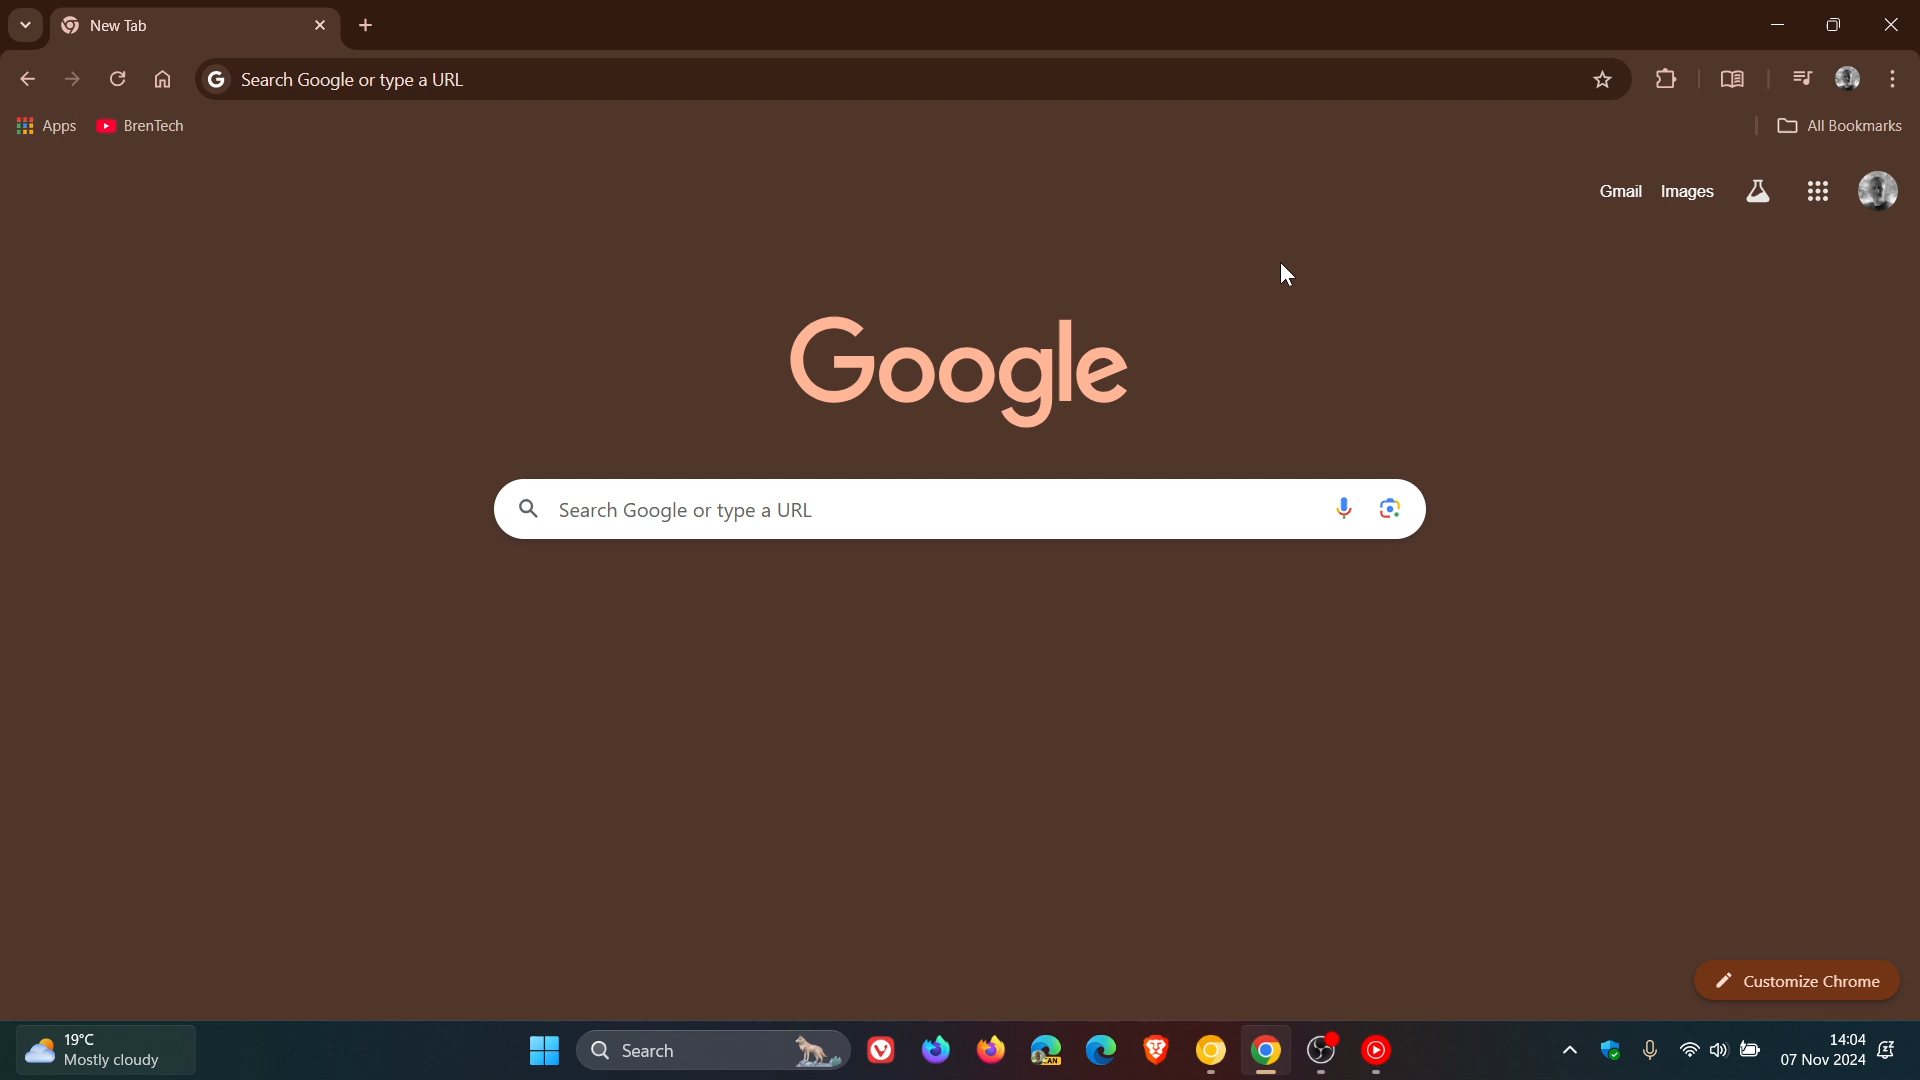 New Tab
Search Google or type a URL
Apps
BrenTech
All Bookmarks
Gmail
Images
Google
Search Google or type a URL
Customize Chrome
19°C
Mostly cloudy
Search
CAN
14:04
07 Nov 2024